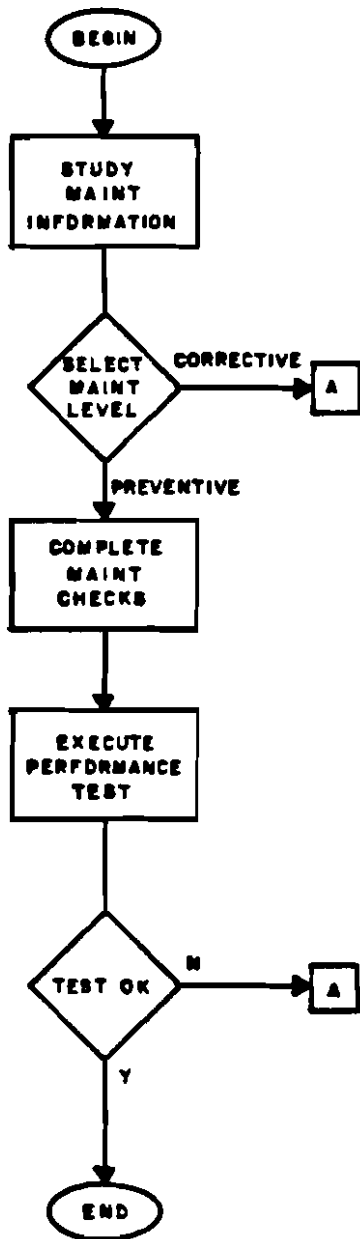 BEGIN
STUDY
MAINT
INFORMATION
SELECT
MAINT
LEVEL
CORRECTIVE
A
PREVENTIVE
COMPLETE
MAINT
CHECKS
EXECUTE
PERFORMANCE
TEST
TEST OK
N
A
Y
END